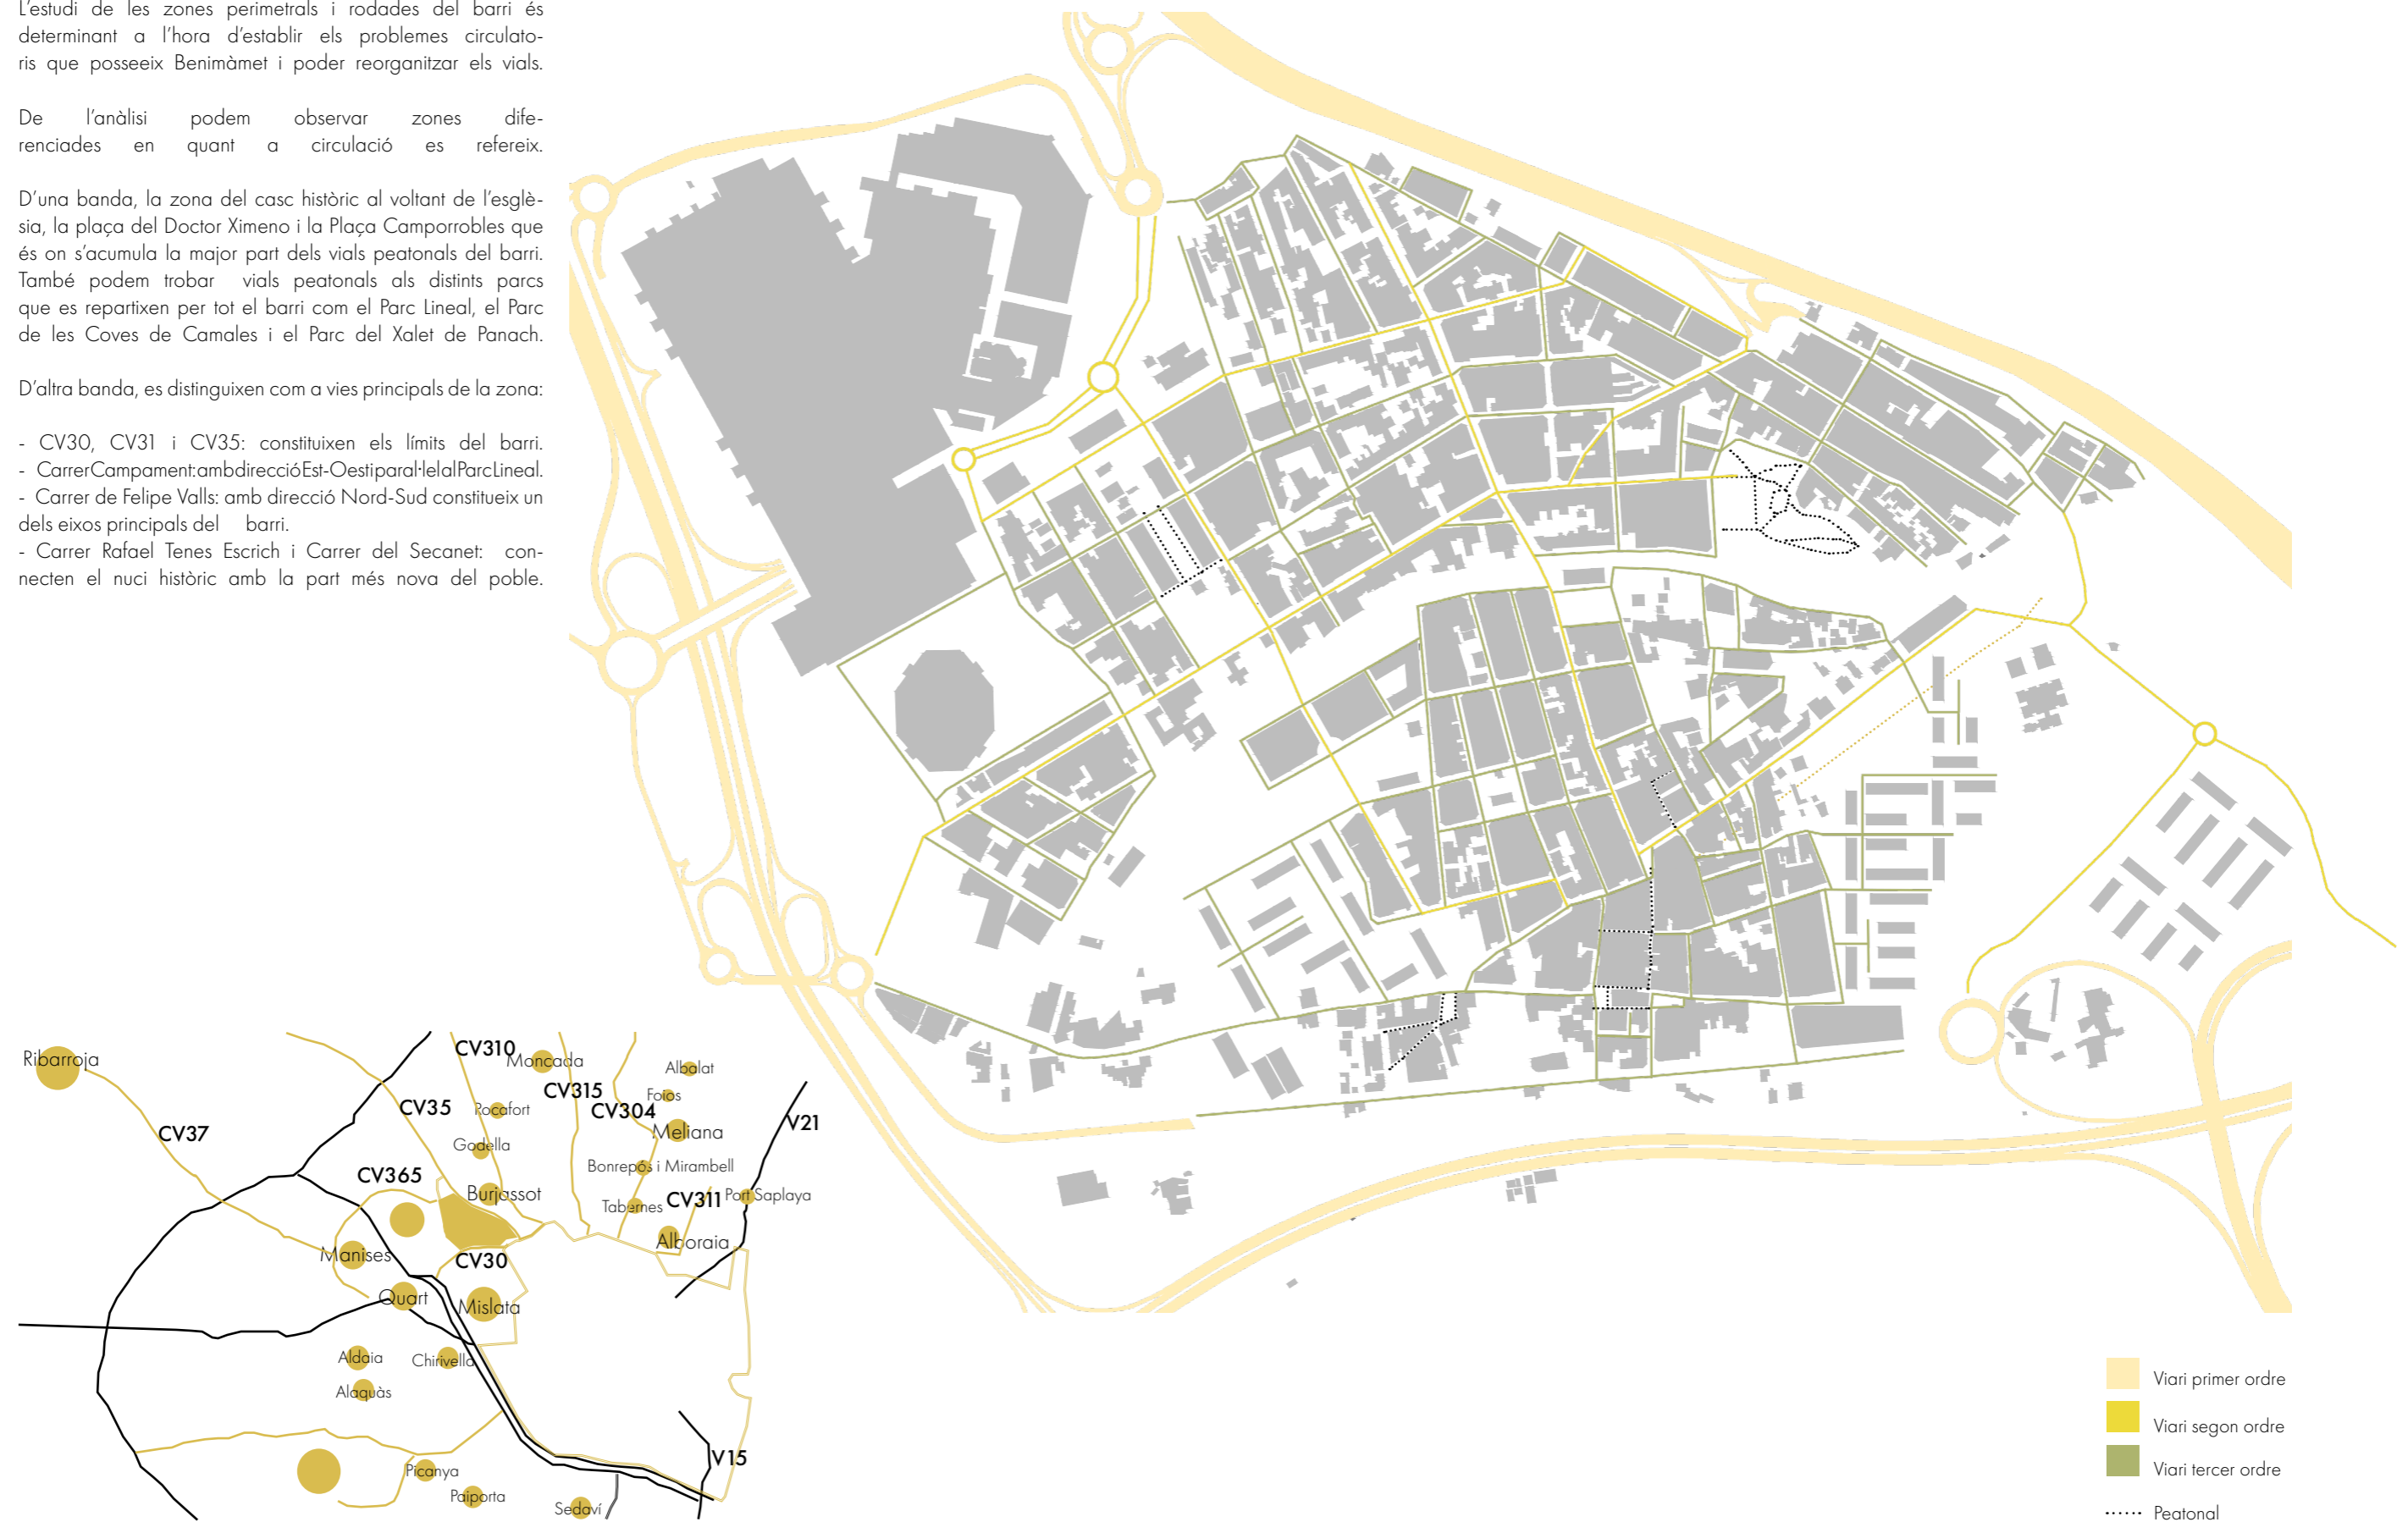 L'estudi de les zones perimetrals i rodades del barri és
determinant a l'hora d'establir els problemes circulato-
ris que posseeix Benimàmet i poder reorganitzar els vials.
De l'anàlisi podem observar zones dife-
renciades en quant a circulació es refereix.
D'una banda, la zona del casc històric al voltant de l'esglè-
sia, la plaça del Doctor Ximeno i la Plaça Camporrobles que
és on s'acumula la major part dels vials peatonals del barri.
També podem trobar vials peatonals als distints parcs
que es repartixen per tot el barri com el Parc Lineal, el Parc
de les Coves de Camales i el Parc del Xalet de Panach.
D'altra banda, es distinguixen com a vies principals de la zona:
- CV30, CV31 i CV35: constituixen els límits del barri.
- CarrerCampament:ambdireccióEst-Oestiparal·lelalParcLineal.
- Carrer de Felipe Valls: amb direcció Nord-Sud constitueix un
dels eixos principals del barri.
- Carrer Rafael Tenes Escrich i Carrer del Secanet: con-
necten el nuci històric amb la part més nova del poble.
Ribarroja
CV310
Moncada
Albalat
CV315
Foios
CV35
Rocafort
CV304
CV37
Meliana
V21
Godella
Bonrepós i Mirambell
CV365
Burjassot
Tabernes
CV311
Port Saplaya
Alboraia
Manises
CV30
Quart
Mislata
Aldaia
Chirivella
Alaquàs
V15
Picanya
Paiporta
Sedaví
Viari primer ordre
Viari segon ordre
Viari tercer ordre
Peatonal